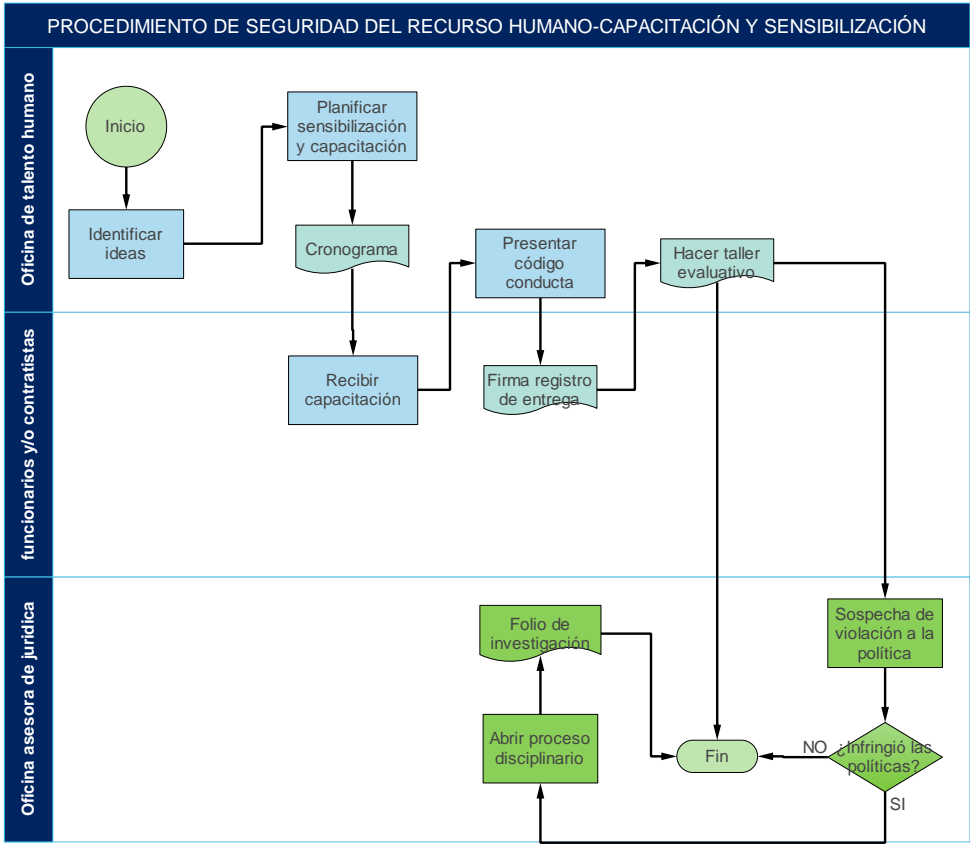 PROCEDIMIENTO DE SEGURIDAD DEL RECURSO HUMANO-CAPACITACIÓN Y SENSIBILIZACIÓN
Oficina de talento humano
Inicio
Identificar
ideas
Planificar
sensibilización
y capacitación
Cronograma
Presentar
código
conducta
Hacer taller
evaluativo
funcionarios y/o contratistas
Recibir
capacitación
Firma registro
de entrega
Oficina asesora de juridica
Folio de
investigación
Abrir proceso
disciplinario
Fin
Sospecha de
violación a la
política
NO
¿Infringió las
políticas?
SI